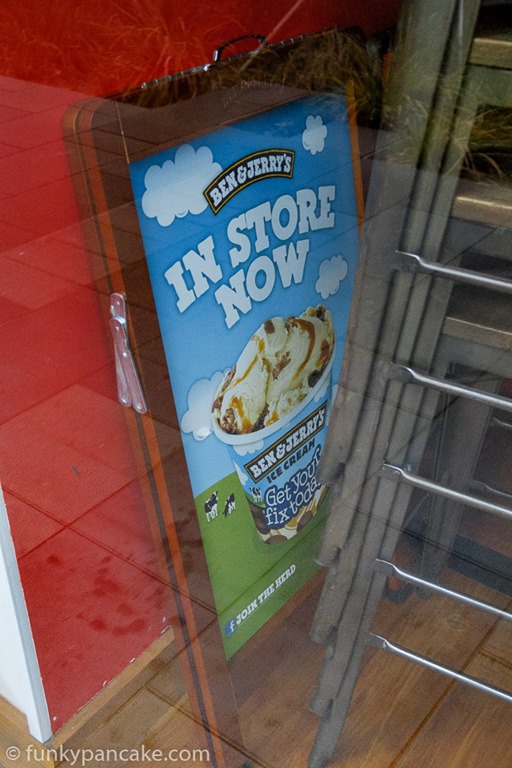 BEN & JERRY'S
IN STORE
NOW
BEN & JERRY'S
ICE CREAM
Get your
fix today
f JOIN THE HERD
© funkypancake.com